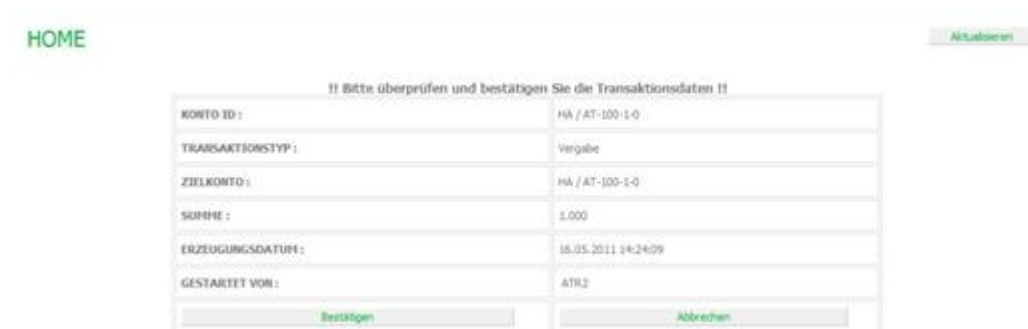 HOME
Aktualisieren
!! Bitte überprüfen und bestätigen Sie die Transaktionsdaten !!
KONTO ID : HA / AT-100-1-0
TRANSAKTIONSTYP : Vergabe
ZIELKONTO : HA / AT-100-1-0
SUMME : 1.000
ERZEUGUNGSDATUM : 16.05.2011 14:24:09
GESTARTET VON : ATR2
Bestätigen Abbrechen